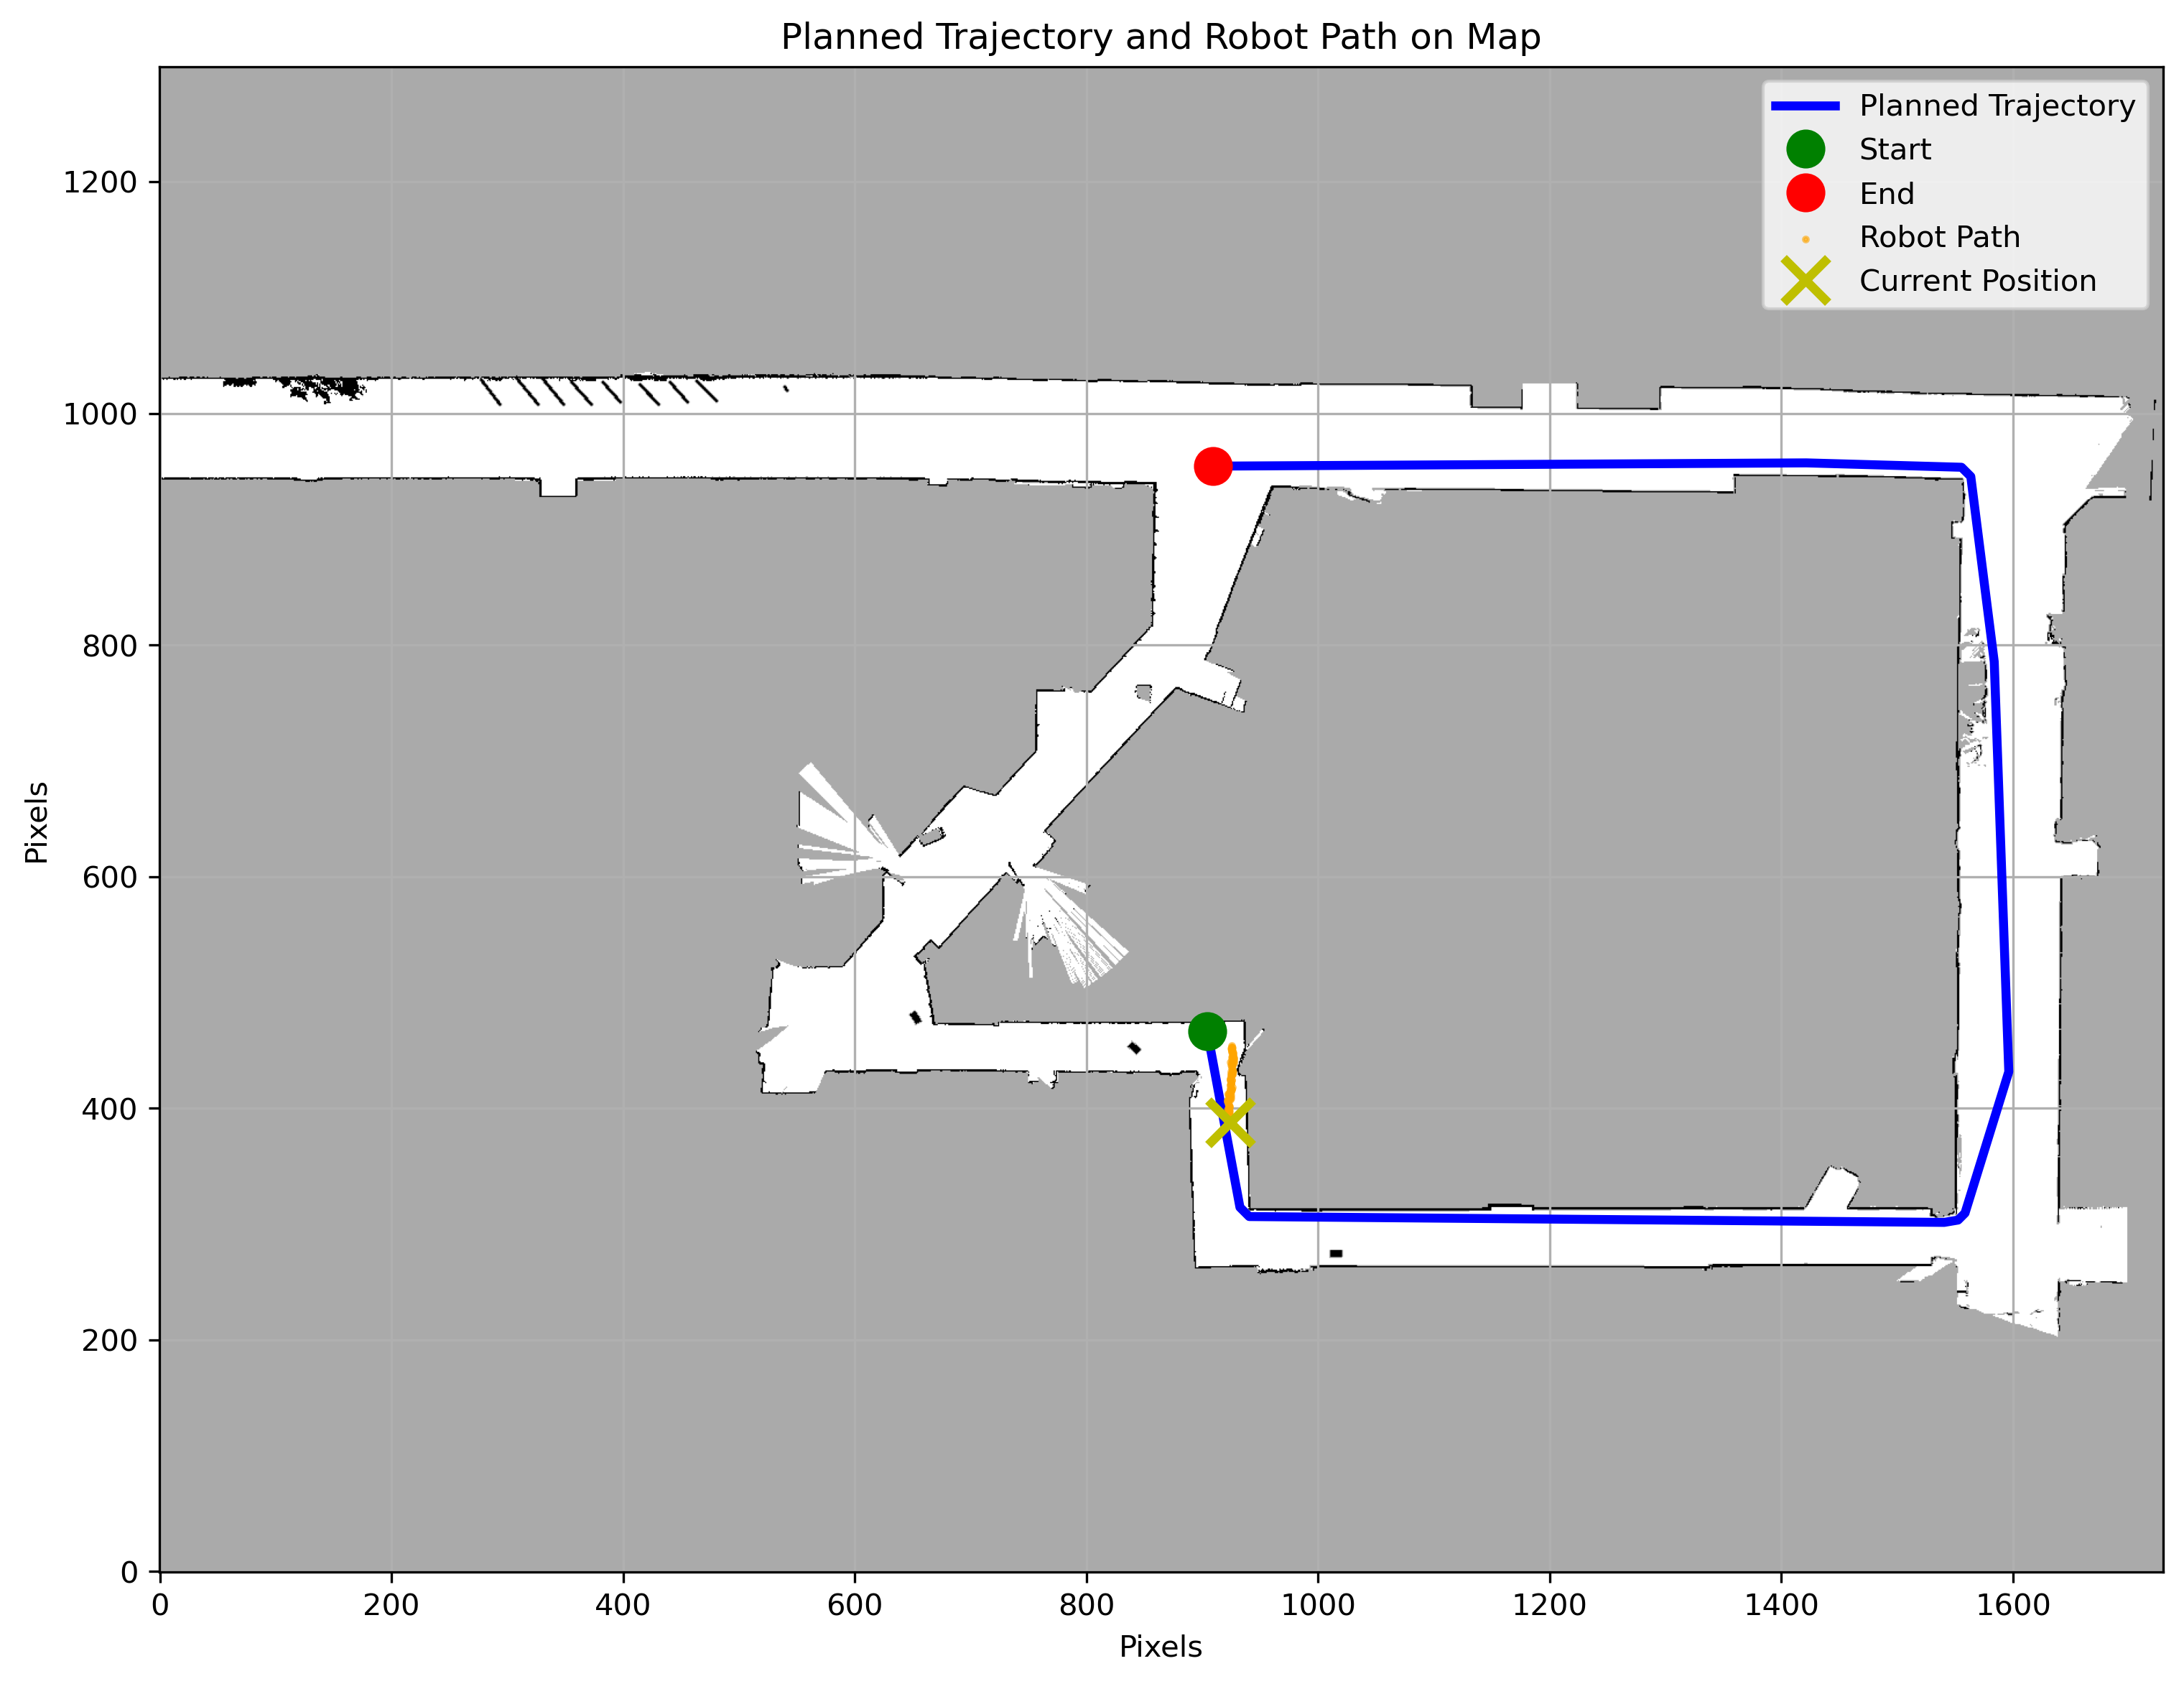 Planned Trajectory and Robot Path on Map
Planned Trajectory
Start
End
Robot Path
Current Position
1200
1000
800
600
400
200
0
Pixels
0 200 400 600 800 1000 1200 1400 1600
Pixels